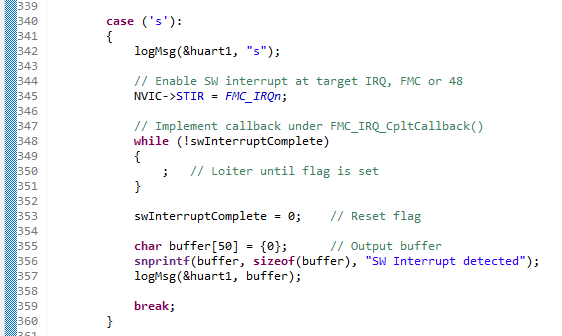 339
340 case ('s'):
341 {
342 logMsg(&huart1, "s");
343
344 // Enable SW interrupt at target IRQ, FMC or 48
345 NVIC->STIR = FMC_IRQn;
346
347 // Implement callback under FMC_IRQ_CpltCallback()
348 while (!swInterruptComplete)
349 {
350 ; // Loiter until flag is set
351 }
352
353 swInterruptComplete = 0; // Reset flag
354
355 char buffer[50] = {0}; // Output buffer
356 snprintf(buffer, sizeof(buffer), "SW Interrupt detected");
357 logMsg(&huart1, buffer);
358
359 break;
360 }
361